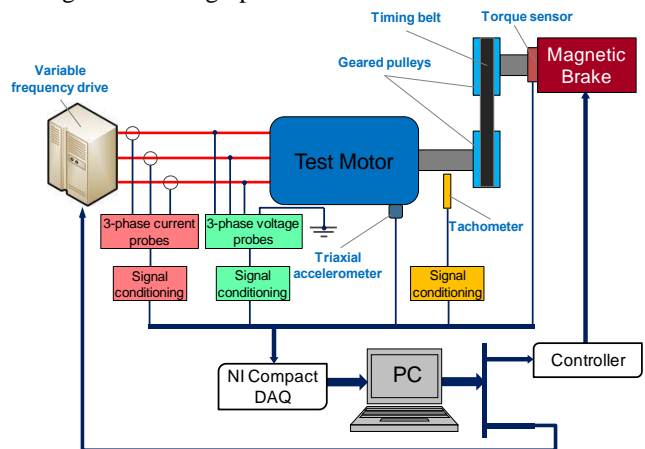 Timing belt
Torque sensor
Magnetic
Brake
Variable
frequency drive
Geared pulleys
Test Motor
3-phase current
probes
3-phase voltage
probes
Triaxial
accelerometer
Tachometer
Signal
conditioning
Signal
conditioning
Signal
conditioning
NI Compact
DAQ
PC
Controller